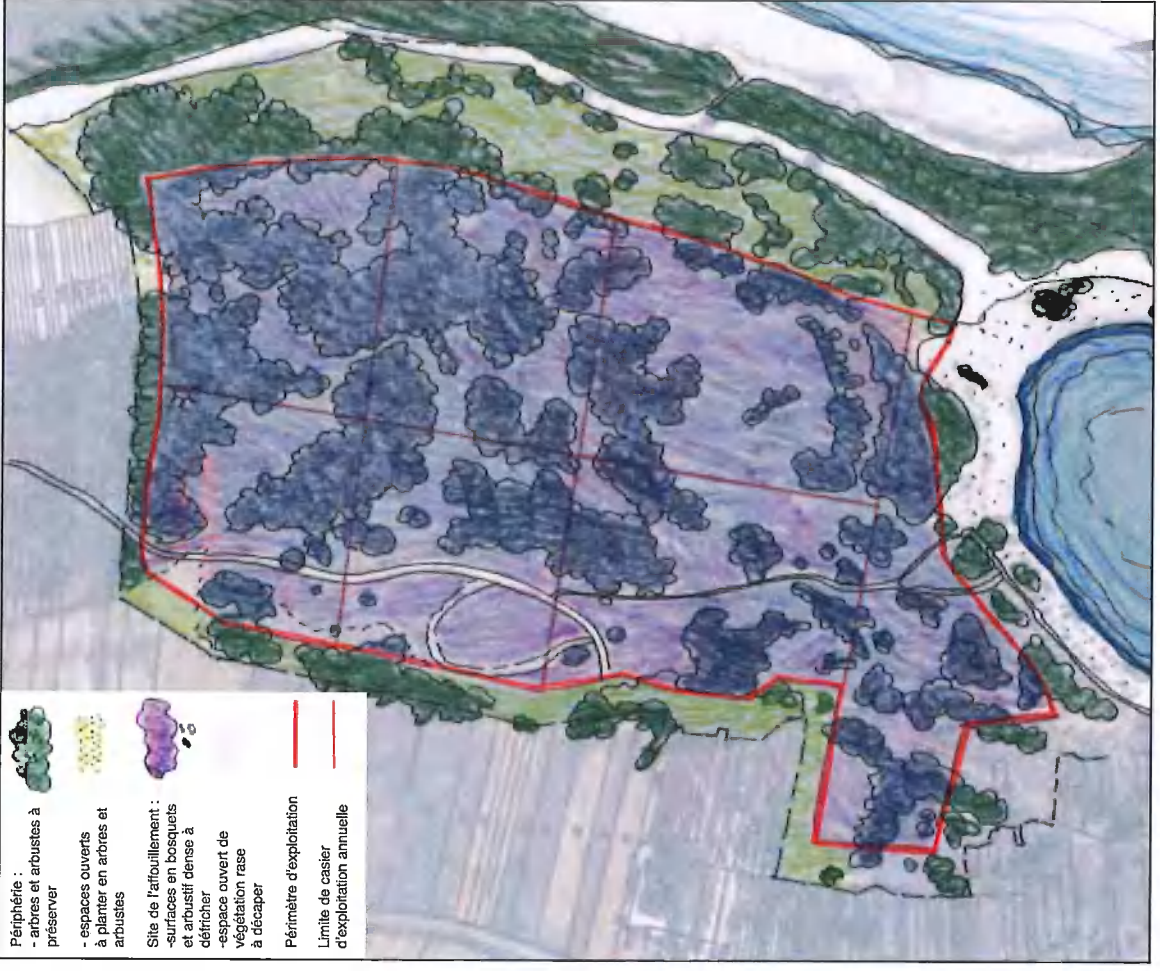 Périphérie :
- arbres et arbustes à
préserver
- espaces ouverts
à planter en arbres et
arbustes
Site de l'affouillement :
-surfaces en bosquets
et arbustif dense à
défricher
-espace ouvert de
végétation rase
à décaper
Périmètre d'exploitation
Limite de casier
d'exploitation annuelle